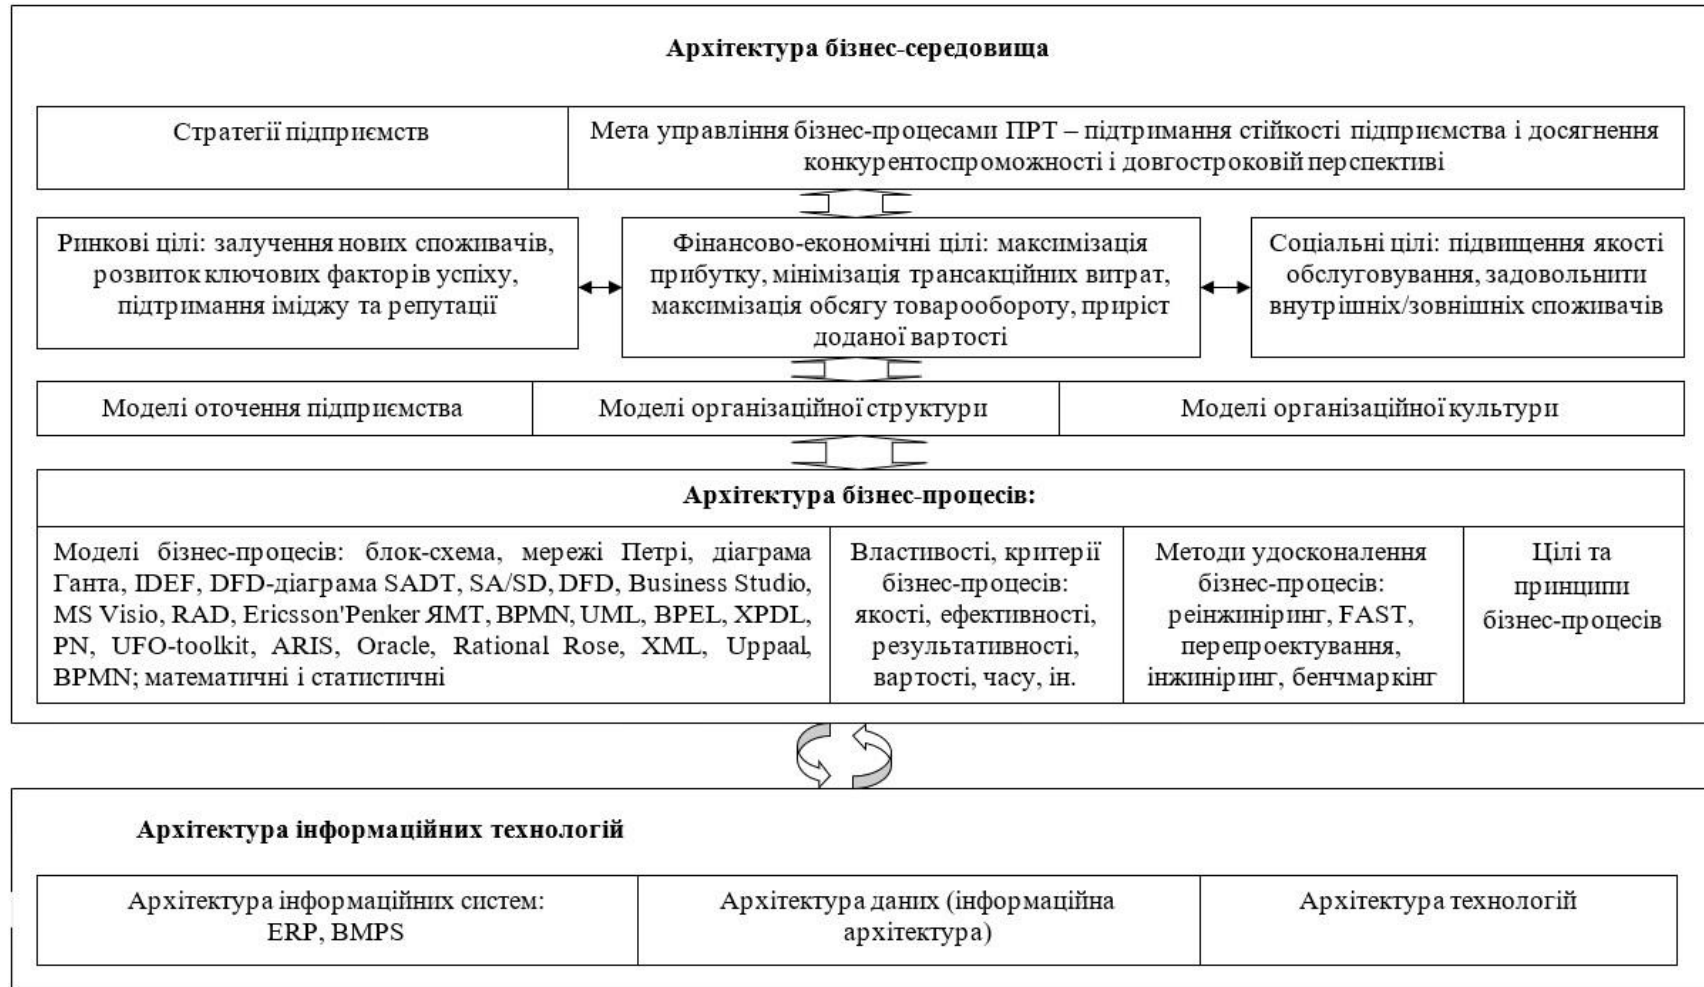 Архітектура бізнес-середовища
Стратегії підприємств
Мета управління бізнес-процесами ПРТ – підтримання стійкості підприємства і досягнення
конкурентоспроможності і довгостроковій перспективі
Ринкові цілі: залучення нових споживачів,
розвиток ключових факторів успіху,
підтримання іміджу та репутації
Фінансово-економічні цілі: максимізація
прибутку, мінімізація трансакційних витрат,
максимізація обсягу товарообороту, приріст
доданої вартості
Соціальні цілі: підвищення якості
обслуговування, задовольнити
внутрішніх/зовнішніх споживачів
Моделі оточення підприємства
Моделі організаційної структури
Моделі організаційної культури
Архітектура бізнес-процесів:
Моделі бізнес-процесів: блок-схема, мережі Петрі, діаграма
Ганта, IDEF, DFD-діаграма SADT, SA/SD, DFD, Business Studio,
MS Visio, RAD, Ericsson'Penker ЯМТ, BPMN, UML, BPEL, XPDL,
PN, UFO-toolkit, ARIS, Oracle, Rational Rose, XML, Uppaal,
BPMN; математичні і статистичні
Властивості, критерії
бізнес-процесів:
якості, ефективності,
результативності,
вартості, часу, ін.
Методи удосконалення
бізнес-процесів:
реінжиніринг, FAST,
перепроектування,
інжиніринг, бенчмаркінг
Цілі та
принципи
бізнес-процесів
Архітектура інформаційних технологій
Архітектура інформаційних систем:
ERP, BMPS
Архітектура даних (інформаційна
архітектура)
Архітектура технологій